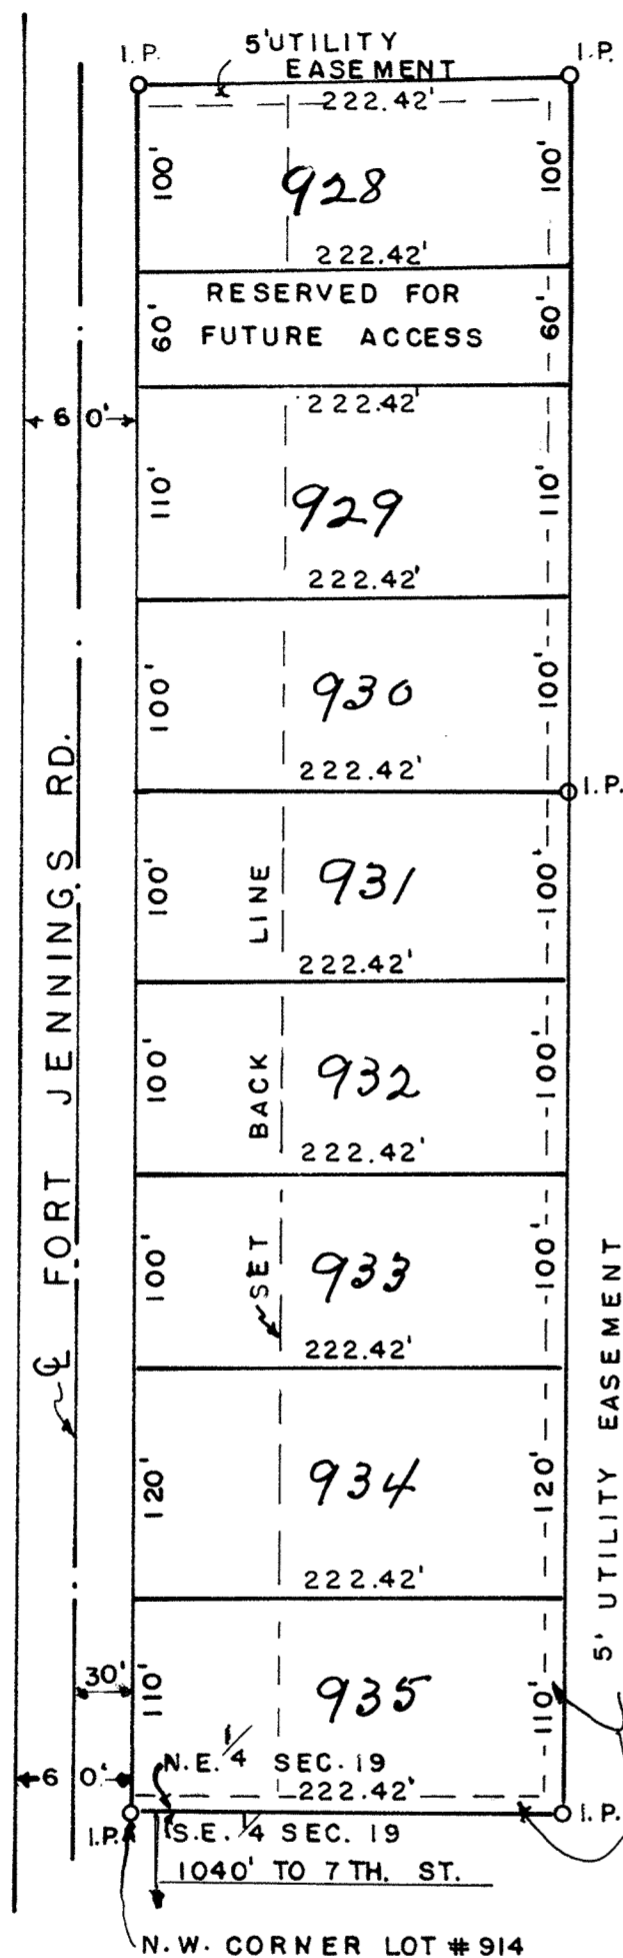 5' UTILITY
EASEMENT
I.P.
I.P.
222.42'
100'
928
100'
222.42'
RESERVED FOR
FUTURE ACCESS
60'
60'
222.42'
60'
110'
929
110'
222.42'
100'
930
100'
222.42'
I.P.
100'
931
100'
222.42'
100'
932
100'
222.42'
100'
933
100'
222.42'
SET BACK LINE
℄ FORT JENNINGS RD.
120'
934
120'
222.42'
5' UTILITY EASEMENT
30'
110'
935
110'
60'
N.E. 1/4 SEC. 19
222.42'
I.P.
I.P.
S.E. 1/4 SEC. 19
1040' TO 7TH. ST.
N.W. CORNER LOT # 914